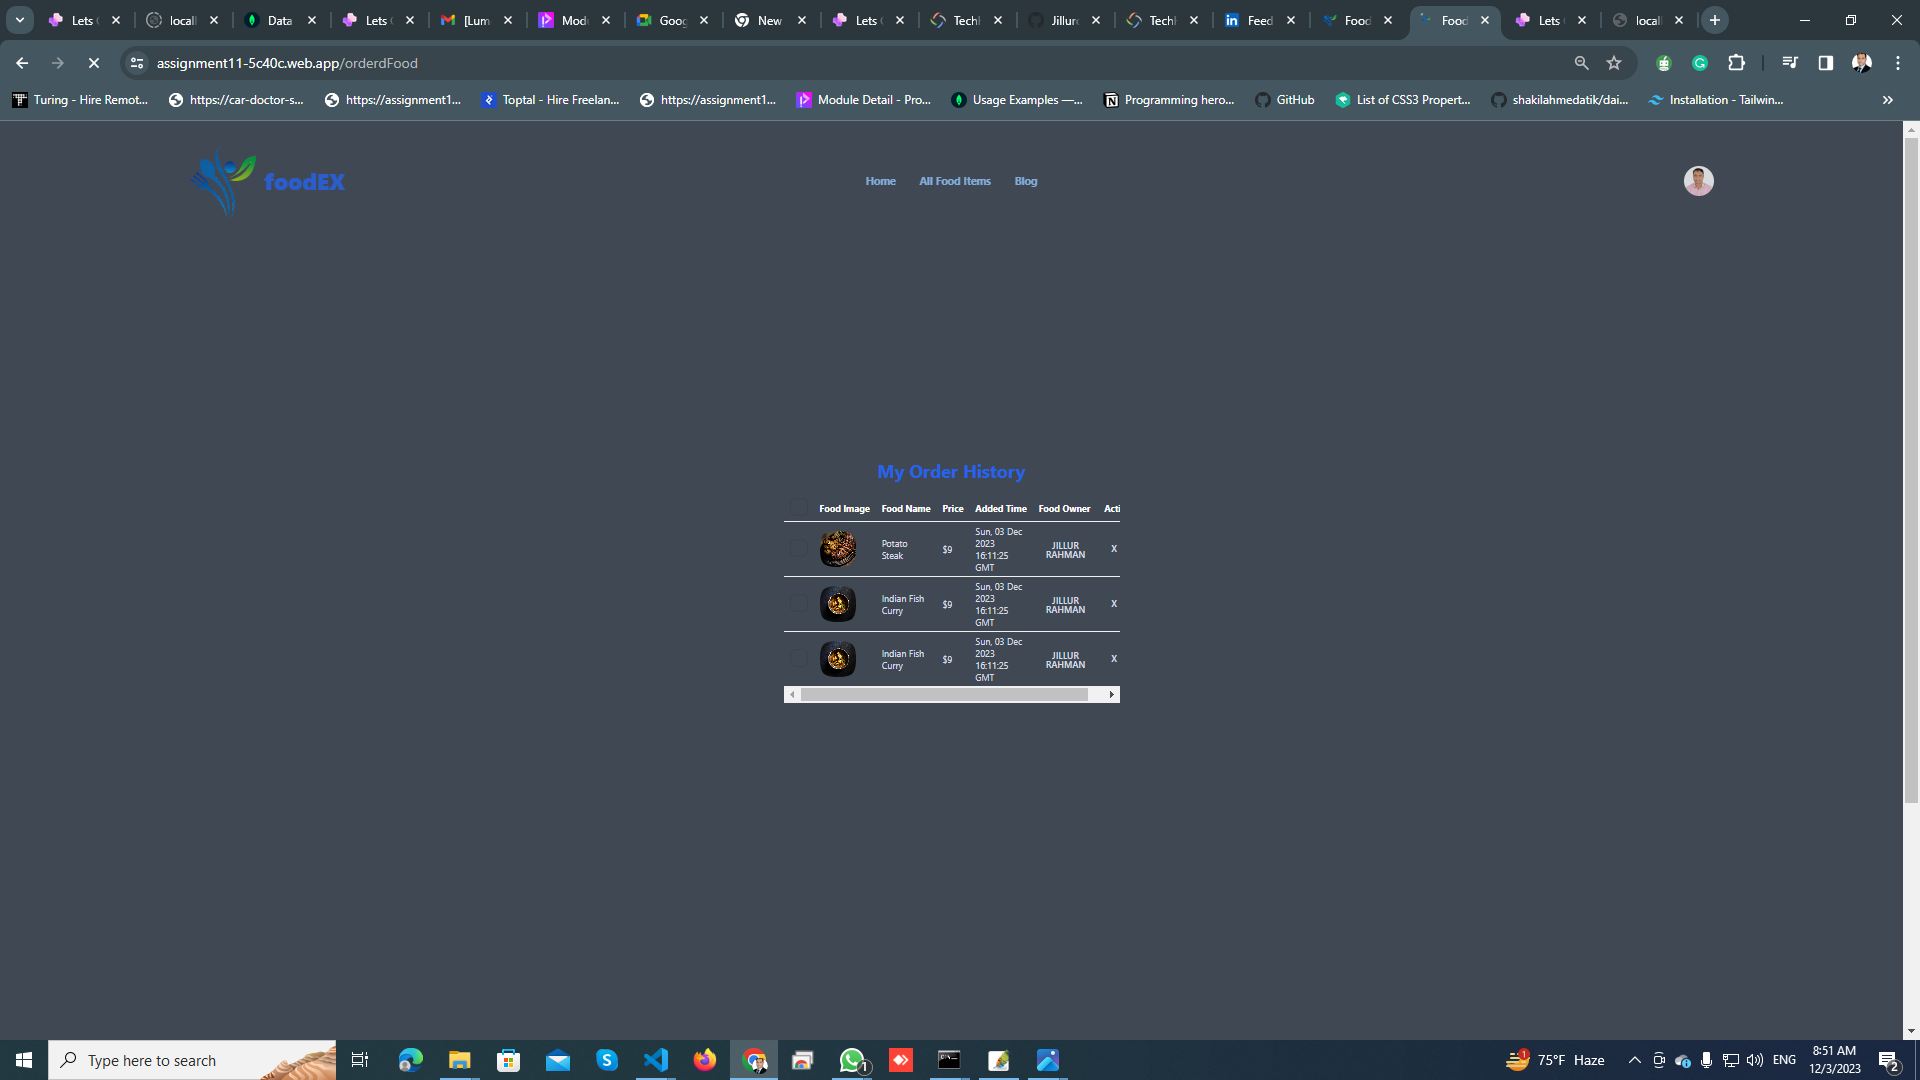 Lets
locall
Data
Lets
[Lum
Modu
Goog
New
Lets
Tech
Jillur
Tech
Feed
Food
Food
Lets
locall
assignment11-5c40c.web.app/orderdFood
Turing - Hire Remot...
https://car-doctor-s...
https://assignment1...
Toptal - Hire Freelan...
https://assignment1...
Module Detail - Pro...
Usage Examples —...
Programming hero...
GitHub
List of CSS3 Propert...
shakilahmedatik/dai...
Installation - Tailwin...
foodEX
Home
All Food Items
Blog
My Order History
Food Image Food Name Price Added Time Food Owner Acti
Potato
Steak
$9
Sun, 03 Dec
2023
16:11:25
GMT
JILLUR
RAHMAN
X
Indian Fish
Curry
$9
Sun, 03 Dec
2023
16:11:25
GMT
JILLUR
RAHMAN
X
Indian Fish
Curry
$9
Sun, 03 Dec
2023
16:11:25
GMT
JILLUR
RAHMAN
X
Type here to search
1
1
75°F Haze
ENG
8:51 AM
12/3/2023
2